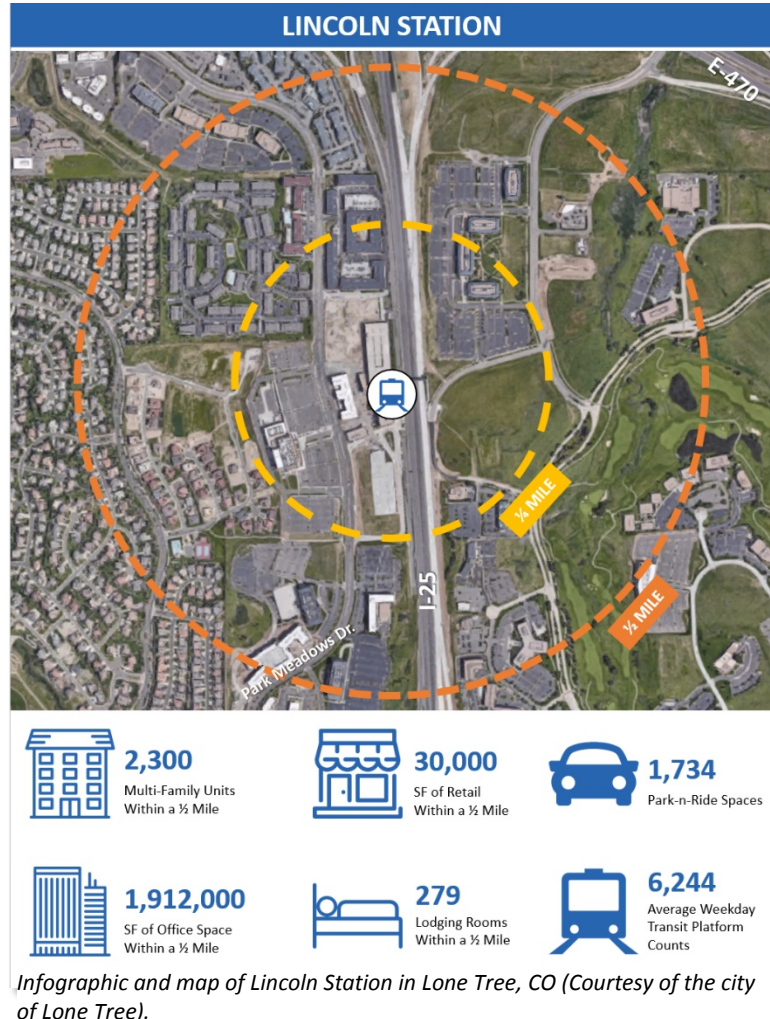 LINCOLN STATION
E-470
¼ MILE
I-25
½ MILE
Park Meadows Dr.
2,300
Multi-Family Units
Within a ½ Mile
30,000
SF of Retail
Within a ½ Mile
1,734
Park-n-Ride Spaces
1,912,000
SF of Office Space
Within a ½ Mile
279
Lodging Rooms
Within a ½ Mile
6,244
Average Weekday
Transit Platform
Counts
Infographic and map of Lincoln Station in Lone Tree, CO (Courtesy of the city
of Lone Tree).